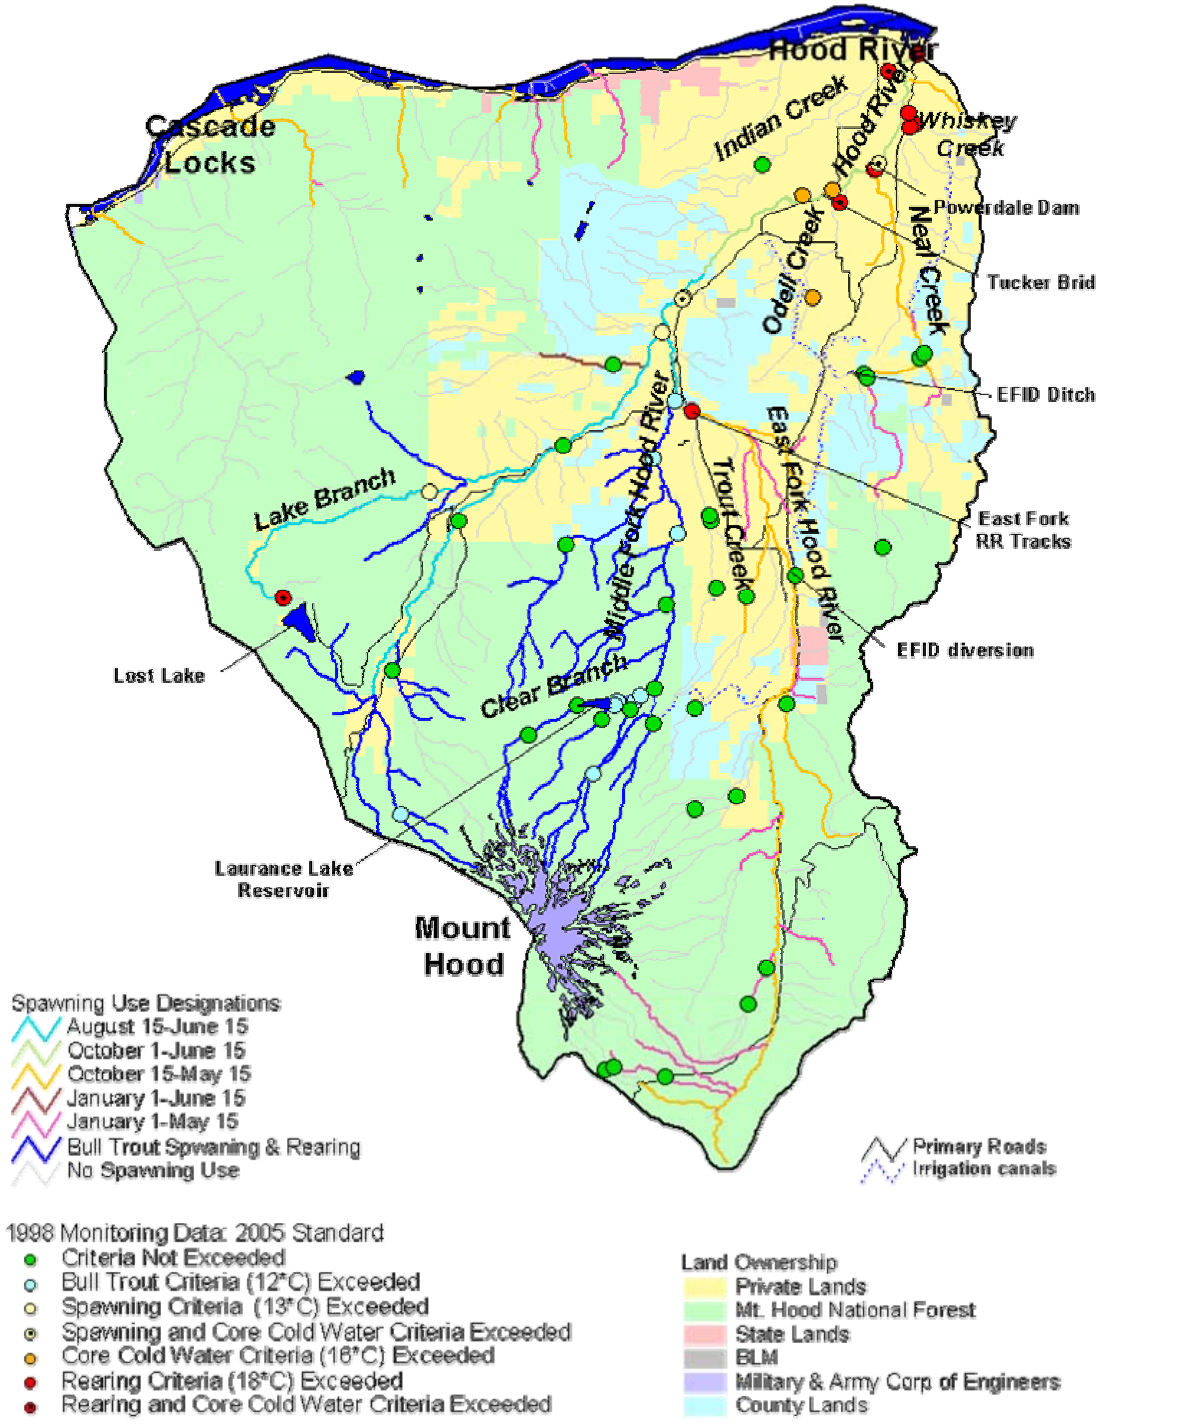 Hood River
Cascade
Locks
Indian Creek
Hood River
Whiskey
Creek
Powerdale Dam
Neal Creek
Tucker Brid
Odell Creek
EFID Ditch
Middle Fork Hood River
East Fork Hood River
Trout Creek
Lake Branch
East Fork
RR Tracks
EFID diversion
Lost Lake
Clear Branch
Laurance Lake
Reservoir
Mount
Hood
Spawning Use Designations
August 15-June 15
October 1-June 15
October 15-May 15
January 1-June 15
January 1-May 15
Bull Trout Spwaning & Rearing
No Spawning Use
Primary Roads
Irrigation canals
1998 Monitoring Data: 2005 Standard
Criteria Not Exceeded
Bull Trout Criteria (12*C) Exceeded
Spawning Criteria (13*C) Exceeded
Spawning and Core Cold Water Criteria Exceeded
Core Cold Water Criteria (16*C) Exceeded
Rearing Criteria (18*C) Exceeded
Rearing and Core Cold Water Criteria Exceeded
Land Ownership
Private Lands
Mt. Hood National Forest
State Lands
BLM
Military & Army Corp of Engineers
County Lands